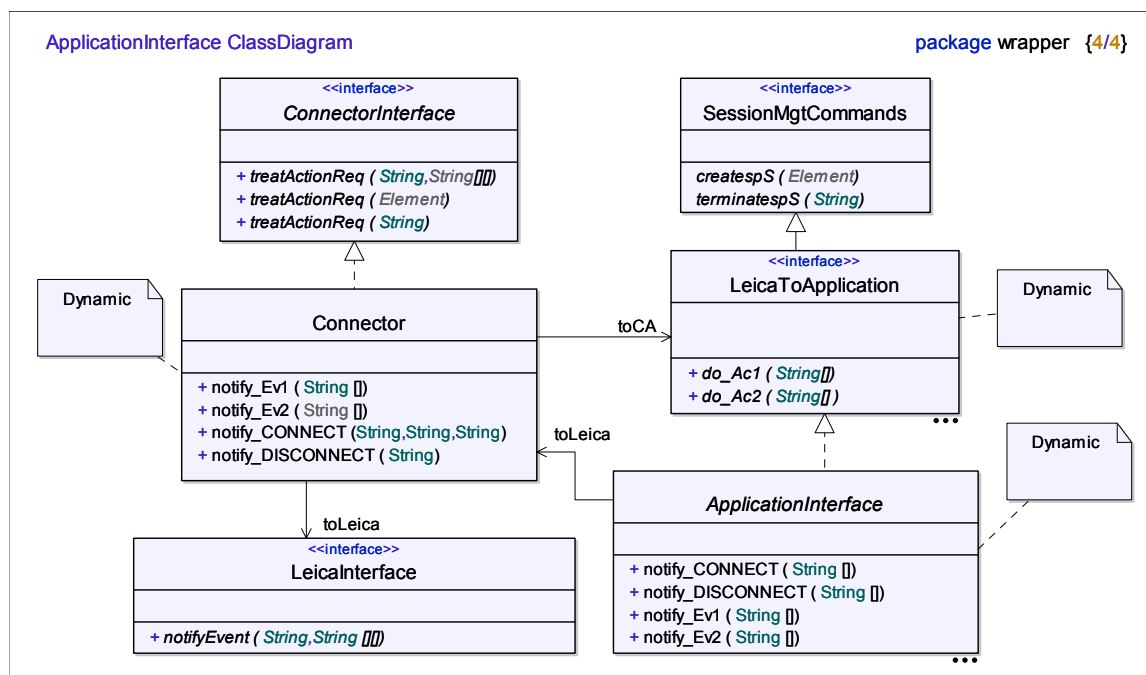 ApplicationInterface ClassDiagram
package wrapper {4/4}
<<interface>>
ConnectorInterface
+ treatActionReq ( String,String[][])
+ treatActionReq ( Element)
+ treatActionReq ( String)
<<interface>>
SessionMgtCommands
createspS ( Element)
terminatespS ( String)
Dynamic
Connector
+ notify_Ev1 ( String [])
+ notify_Ev2 ( String [])
+ notify_CONNECT (String,String,String)
+ notify_DISCONNECT ( String)
toCA
<<interface>>
LeicaToApplication
+ do_Ac1 ( String[])
+ do_Ac2 ( String[] )
Dynamic
toLeica
Dynamic
ApplicationInterface
+ notify_CONNECT ( String [])
+ notify_DISCONNECT ( String [])
+ notify_Ev1 ( String [])
+ notify_Ev2 ( String [])
toLeica
<<interface>>
LeicaInterface
+ notifyEvent ( String,String [][])